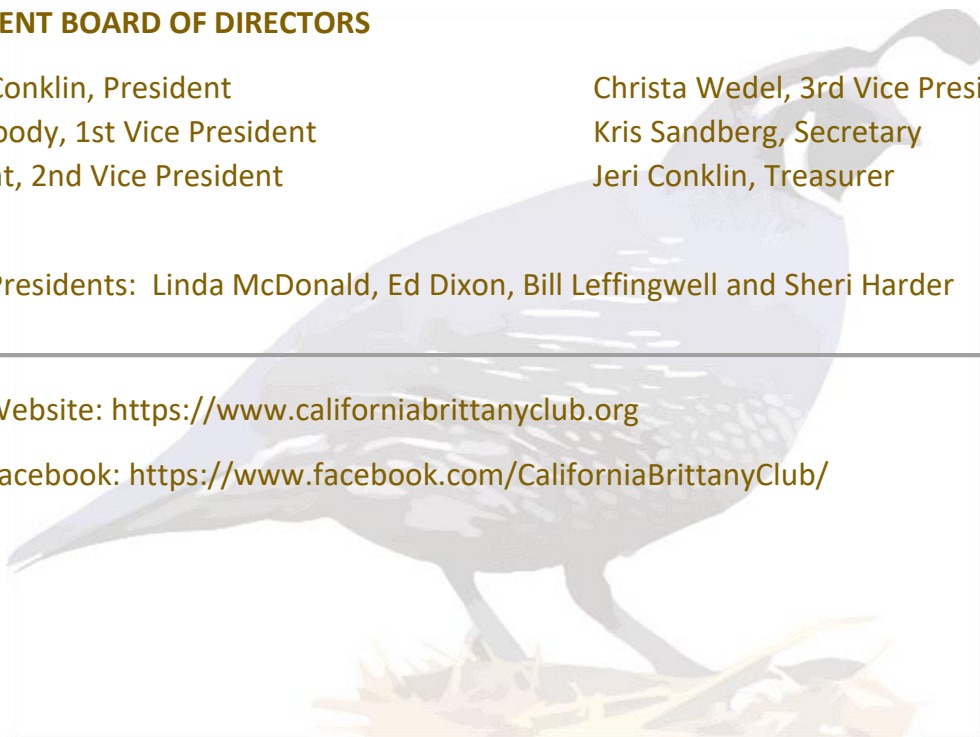 ENT BOARD OF DIRECTORS
Conklin, President
oody, 1st Vice President
t, 2nd Vice President
Christa Wedel, 3rd Vice Presi
Kris Sandberg, Secretary
Jeri Conklin, Treasurer
Presidents: Linda McDonald, Ed Dixon, Bill Leffingwell and Sheri Harder
Website: https://www.californiabrittanyclub.org
acebook: https://www.facebook.com/CaliforniaBrittanyClub/